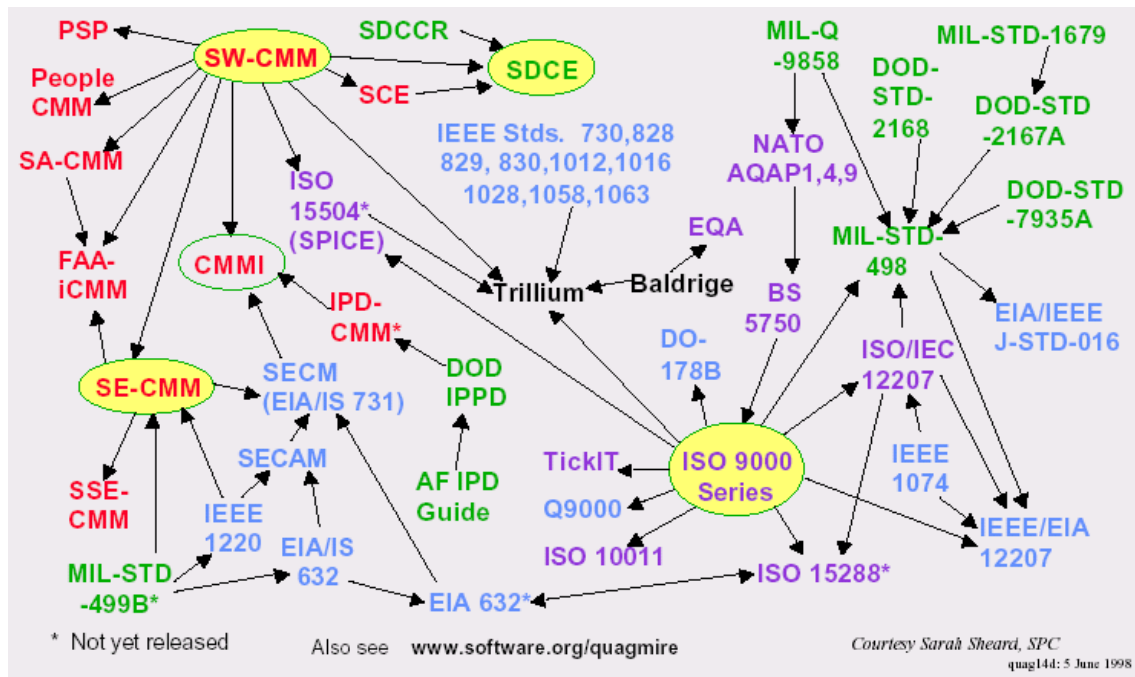 PSP
SW-CMM
SDCCR
SDCE
MIL-Q
-9858
MIL-STD-1679
People
CMM
SCE
DOD-
STD-
2168
DOD-STD
-2167A
SA-CMM
IEEE Stds. 730,828
829, 830,1012,1016
1028,1058,1063
NATO
AQAP1,4,9
ISO
15504*
(SPICE)
DOD-STD
-7935A
EQA
MIL-STD-
498
FAA-
iCMM
CMMI
Trillium
Baldrige
IPD-
CMM*
BS
5750
EIA/IEEE
J-STD-016
DO-
178B
ISO/IEC
12207
SE-CMM
SECM
(EIA/IS 731)
DOD
IPPD
SECAM
TickIT
ISO 9000
Series
IEEE
1074
SSE-
CMM
IEEE
1220
AF IPD
Guide
Q9000
EIA/IS
632
ISO 10011
IEEE/EIA
12207
MIL-STD
-499B*
EIA 632*
ISO 15288*
* Not yet released
Also see www.software.org/quagmire
Courtesy Sarah Sheard, SPC
quag14d: 5 June 1998